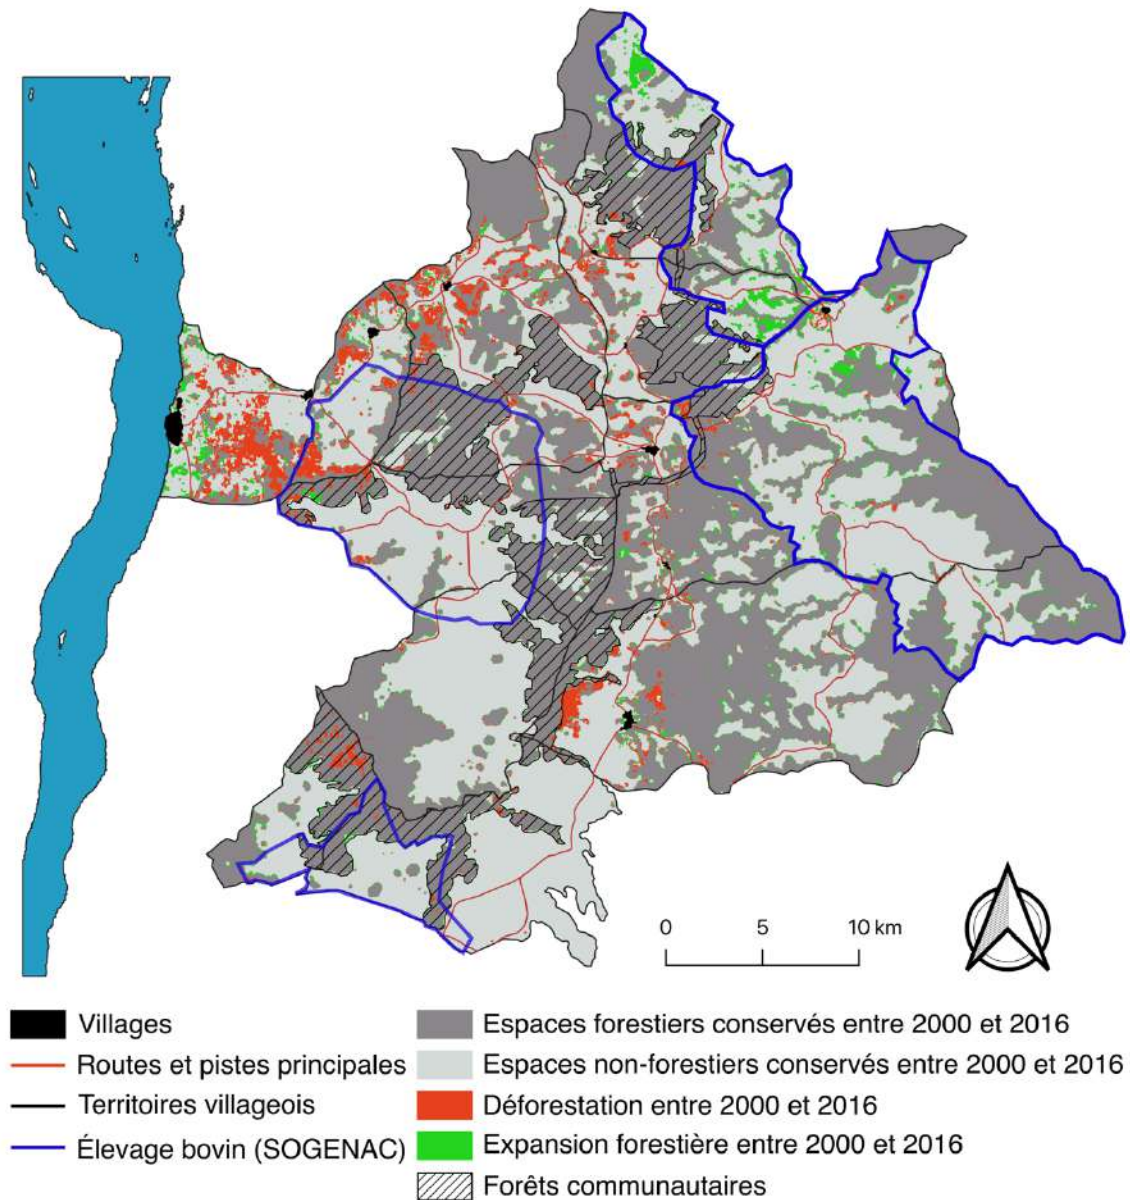 0 5 10 km
Villages
Routes et pistes principales
Territoires villageois
Élevage bovin (SOGENAC)
Espaces forestiers conservés entre 2000 et 2016
Espaces non-forestiers conservés entre 2000 et 2016
Déforestation entre 2000 et 2016
Expansion forestière entre 2000 et 2016
Forêts communautaires